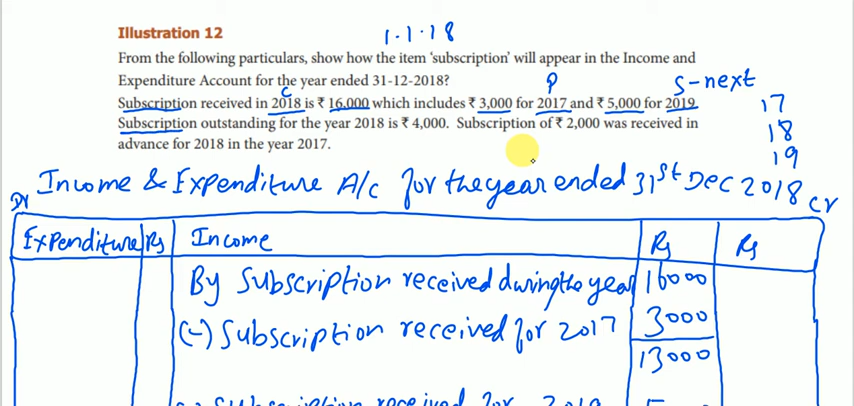 Illustration 12
1.1.18
From the following particulars, show how the item ‘subscription’ will appear in the Income and
Expenditure Account for the year ended 31-12-2018?
C
P
S-next
Subscription received in 2018 is ₹ 16,000 which includes ₹ 3,000 for 2017 and ₹ 5,000 for 2019.
Subscription outstanding for the year 2018 is ₹ 4,000. Subscription of ₹ 2,000 was received in
advance for 2018 in the year 2017.
17
18
19
Income & Expenditure A/c for the year ended 31st Dec 2018
Dr
Cr
Expenditure Rs Income Rs Rs
By Subscription received during the year 16000
(-) Subscription received for 2017 3000
13000